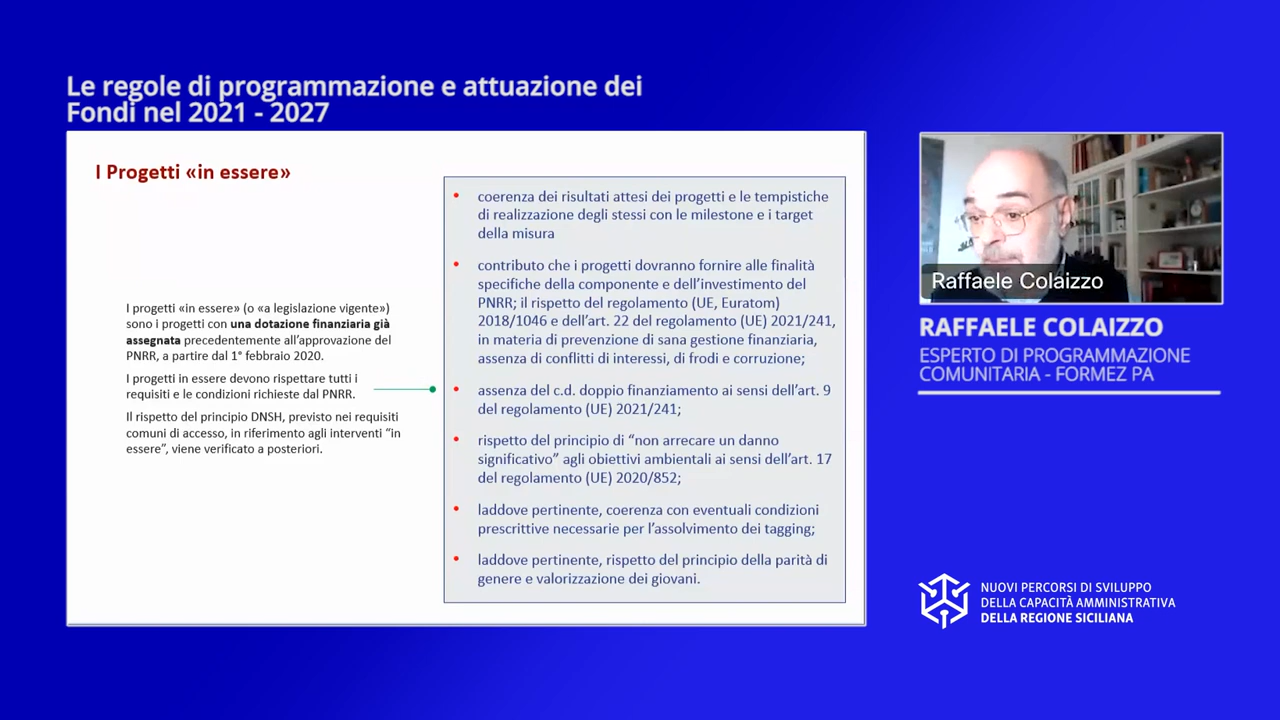 Le regole di programmazione e attuazione dei
Fondi nel 2021 - 2027
I Progetti «in essere»
I progetti «in essere» (o «a legislazione vigente»)
sono i progetti con una dotazione finanziaria già
assegnata precedentemente all'approvazione del
PNRR, a partire dal 1° febbraio 2020.
I progetti in essere devono rispettare tutti i
requisiti e le condizioni richieste dal PNRR.
Il rispetto del principio DNSH, previsto nei requisiti
comuni di accesso, in riferimento agli interventi "in
essere", viene verificato a posteriori.
• coerenza dei risultati attesi dei progetti e le tempistiche
di realizzazione degli stessi con le milestone e i target
della misura
• contributo che i progetti dovranno fornire alle finalità
specifiche della componente e dell'investimento del
PNRR; il rispetto del regolamento (UE, Euratom)
2018/1046 e dell'art. 22 del regolamento (UE) 2021/241,
in materia di prevenzione di sana gestione finanziaria,
assenza di conflitti di interessi, di frodi e corruzione;
• assenza del c.d. doppio finanziamento ai sensi dell'art. 9
del regolamento (UE) 2021/241;
• rispetto del principio di "non arrecare un danno
significativo" agli obiettivi ambientali ai sensi dell'art. 17
del regolamento (UE) 2020/852;
• laddove pertinente, coerenza con eventuali condizioni
prescrittive necessarie per l'assolvimento dei tagging;
• laddove pertinente, rispetto del principio della parità di
genere e valorizzazione dei giovani.
Raffaele Colaizzo
RAFFAELE COLAIZZO
ESPERTO DI PROGRAMMAZIONE
COMUNITARIA - FORMEZ PA
NUOVI PERCORSI DI SVILUPPO
DELLA CAPACITÀ AMMINISTRATIVA
DELLA REGIONE SICILIANA